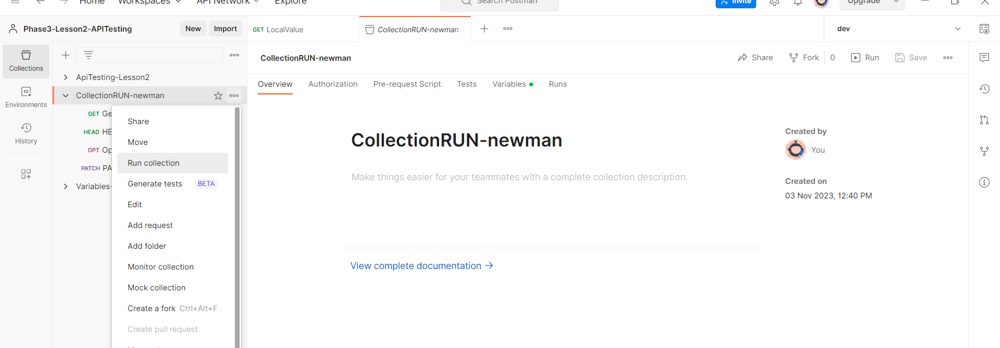 Home Workspaces API Network Explore Search Postman Invite Upgrade
Phase3-Lesson2-APITesting New Import GET LocalValue CollectionRUN-newman dev
Collections
Environments
History
ApiTesting-Lesson2
CollectionRUN-newman
GET Ge
HEAD HE
OPT Op
PATCH PA
Variables-
Share
Move
Run collection
Generate tests BETA
Edit
Add request
Add folder
Monitor collection
Mock collection
Create a fork Ctrl+Alt+F
Create pull request
CollectionRUN-newman Share Fork 0 Run Save
Overview Authorization Pre-request Script Tests Variables Runs
CollectionRUN-newman
Make things easier for your teammates with a complete collection description.
View complete documentation →
Created by
You
Created on
03 Nov 2023, 12:40 PM